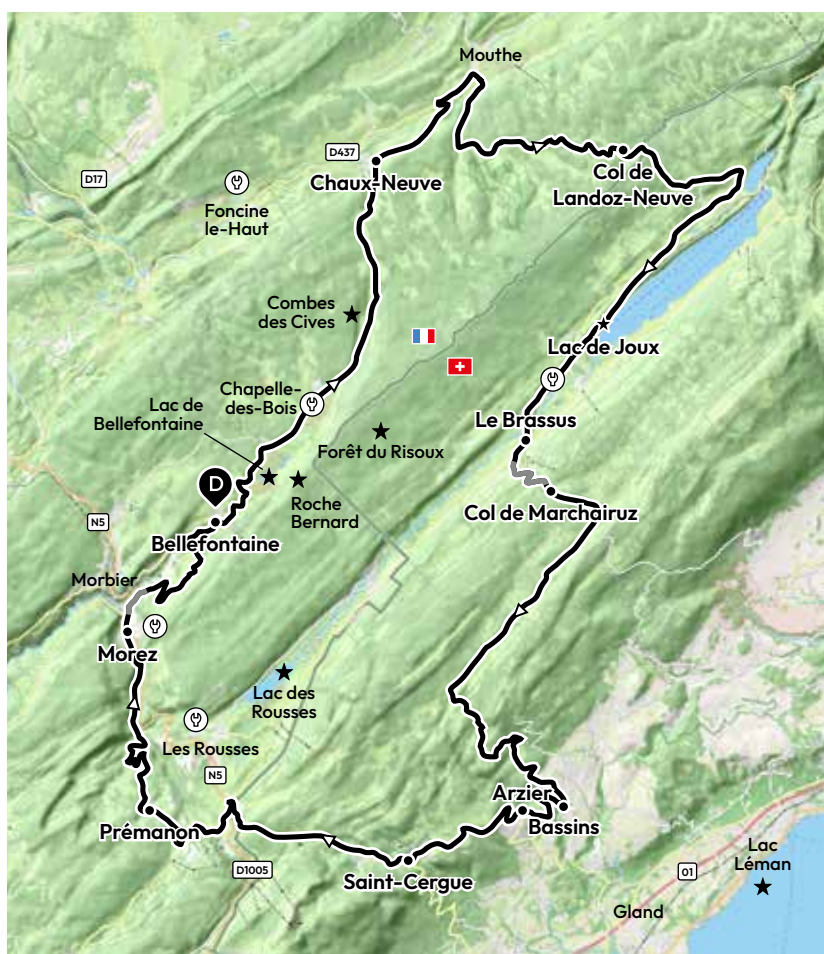 Mouthe
D437
Chaux-Neuve
Col de
Landoz-Neuve
D17
Foncine
le-Haut
Combes
des Cives
Lac de Joux
Chapelle-
des-Bois
Lac de
Bellefontaine
Le Brassus
Forêt du Risoux
D
Roche
Bernard
Col de Marchairuz
N5
Bellefontaine
Morbier
Morez
Lac des
Rousses
Les Rousses
N5
Arzier
Bassins
Prémanon
D1005
Saint-Cergue
Lac
Léman
01
Gland